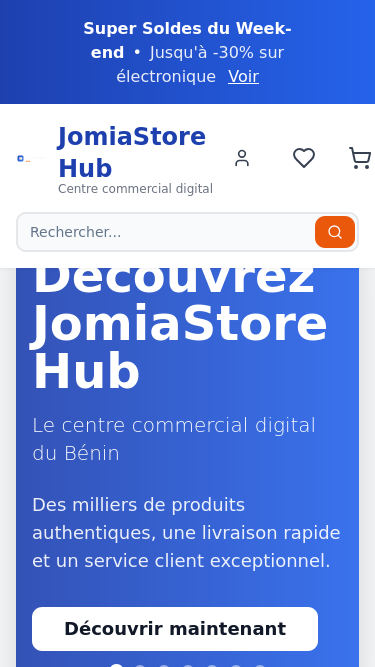 Super Soldes du Week-
end • Jusqu'à -30% sur
électronique Voir
JomiaStore
Hub
Centre commercial digital
Rechercher...
Découvrez
JomiaStore
Hub
Le centre commercial digital
du Bénin
Des milliers de produits
authentiques, une livraison rapide
et un service client exceptionnel.
Découvrir maintenant